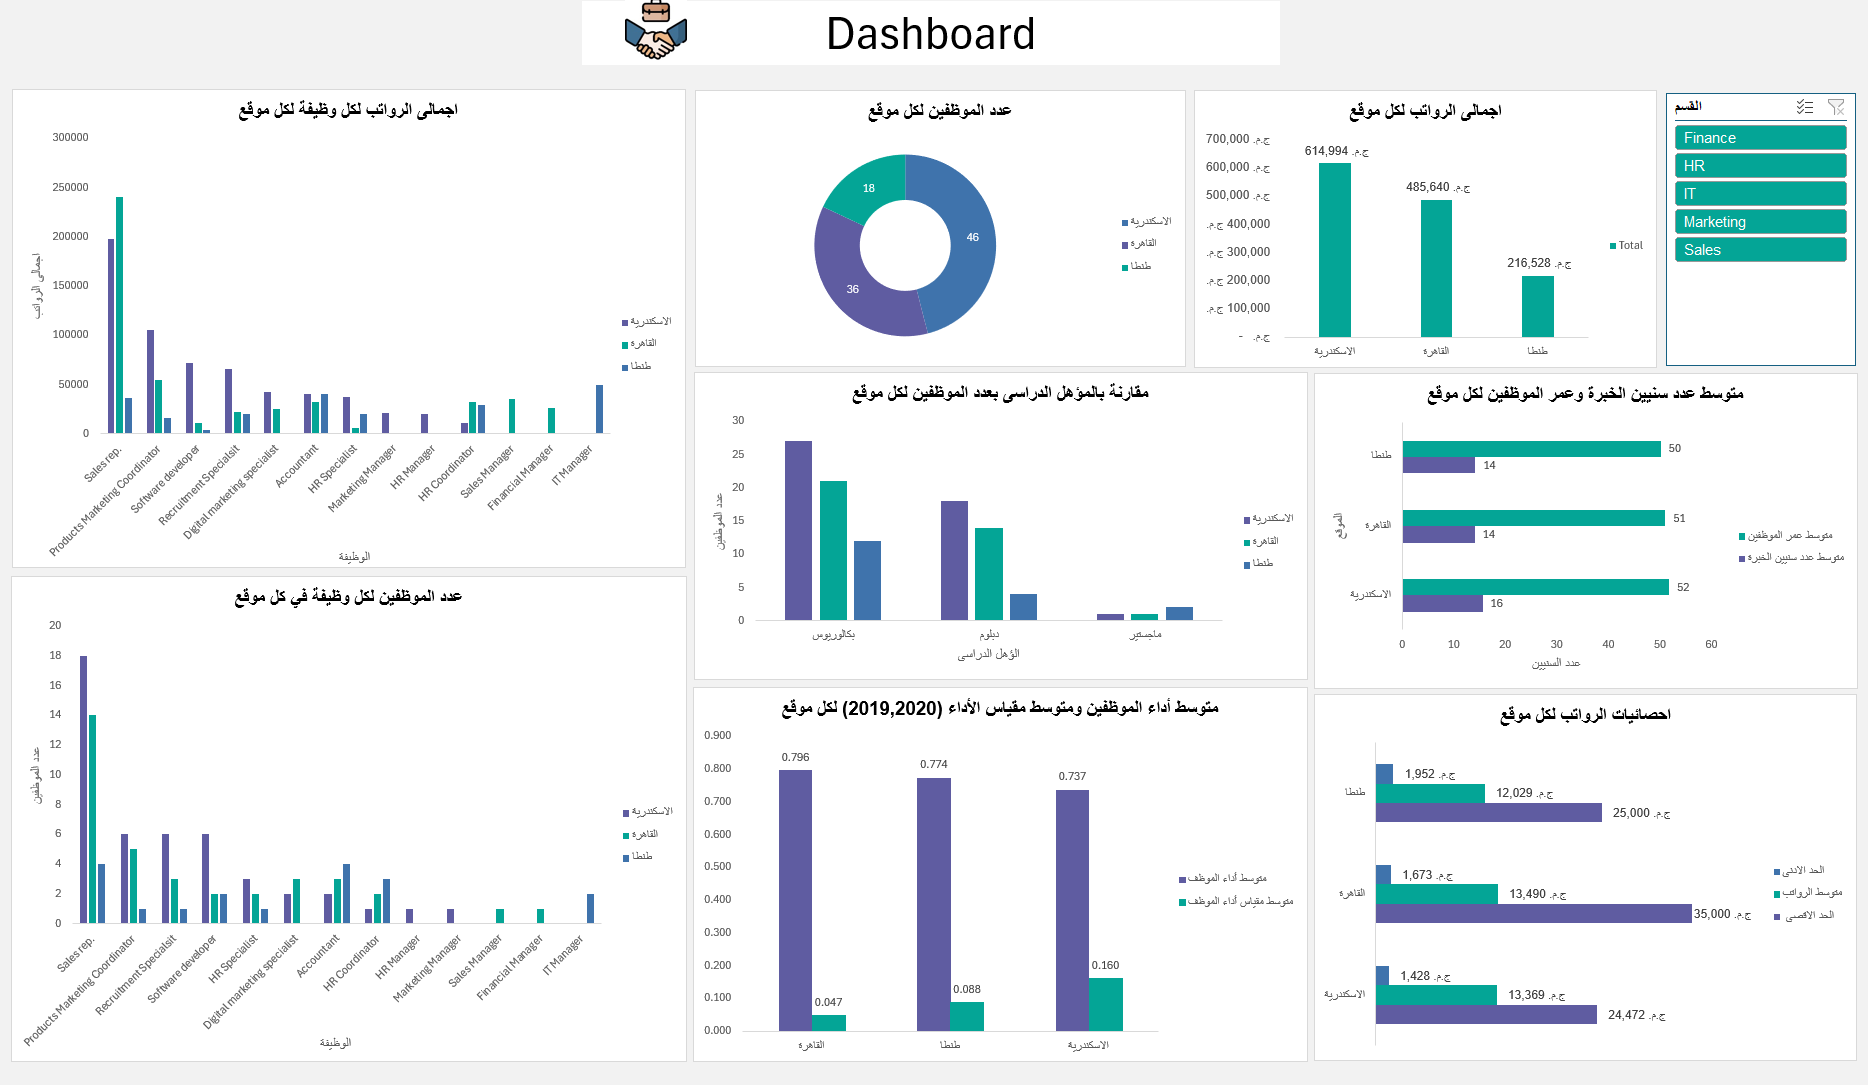 Dashboard
اجمالى الرواتب لكل وظيفة لكل موقع
300000
250000
200000
150000
100000
50000
0
اجمالى الرواتب
Sales rep.
Products Marketing Coordinator
Software developer
Recruitment Specialsit
Digital marketing specialist
Accountant
HR Specialist
Marketing Manager
HR Manager
HR Coordinator
Sales Manager
Financial Manager
IT Manager
الوظيفة
الاسكندرية
القاهرة
طنطا
عدد الموظفين لكل موقع
18
46
36
الاسكندرية
القاهرة
طنطا
اجمالى الرواتب لكل موقع
ج.م. 700,000
ج.م. 600,000
ج.م. 500,000
ج.م. 400,000
ج.م. 300,000
ج.م. 200,000
ج.م. 100,000
ج.م. -
ج.م. 614,994
ج.م. 485,640
ج.م. 216,528
الاسكندرية
القاهرة
طنطا
Total
القسم
Finance
HR
IT
Marketing
Sales
مقارنة بالمؤهل الدراسى بعدد الموظفين لكل موقع
30
25
20
15
10
5
0
عدد الموظفين
بكالوريوس
دبلوم
ماجستير
الؤهل الدراسى
الاسكندرية
القاهرة
طنطا
متوسط عدد سنيين الخبرة وعمر الموظفين لكل موقع
طنطا
50
14
القاهرة
51
14
الاسكندرية
52
16
الموقع
0
10
20
30
40
50
60
عدد السنيين
متوسط عمر الموظفين
متوسط عدد سنيين الخبرة
عدد الموظفين لكل وظيفة في كل موقع
20
18
16
14
12
10
8
6
4
2
0
عدد الموظفين
Sales rep.
Products Marketing Coordinator
Recruitment Specialsit
Software developer
HR Specialist
Digital marketing specialist
Accountant
HR Coordinator
HR Manager
Marketing Manager
Sales Manager
Financial Manager
IT Manager
الوظيفة
الاسكندرية
القاهرة
طنطا
متوسط أداء الموظفين ومتوسط مقياس الأداء (2019,2020) لكل موقع
0.900
0.800
0.700
0.600
0.500
0.400
0.300
0.200
0.100
0.000
0.796
0.047
0.774
0.088
0.737
0.160
القاهرة
طنطا
الاسكندرية
متوسط أداء الموظف
متوسط مقياس أداء الموظف
احصائيات الرواتب لكل موقع
طنطا
ج.م. 1,952
ج.م. 12,029
ج.م. 25,000
القاهرة
ج.م. 1,673
ج.م. 13,490
ج.م. 35,000
الاسكندرية
ج.م. 1,428
ج.م. 13,369
ج.م. 24,472
الحد الادنى
متوسط الرواتب
الحد الاقصى